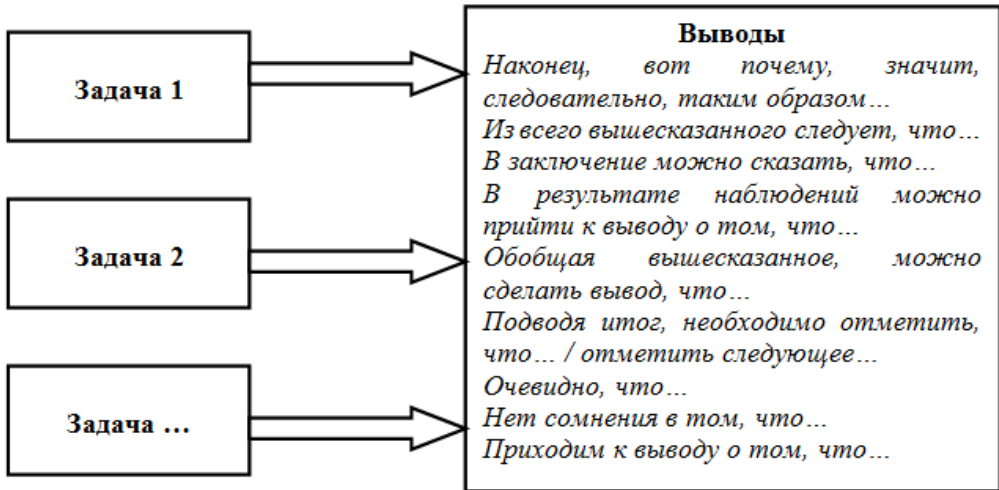 Задача 1
Задача 2
Задача ...
Выводы
Наконец, вот почему, значит,
следовательно, таким образом…
Из всего вышесказанного следует, что…
В заключение можно сказать, что…
В результате наблюдений можно
прийти к выводу о том, что…
Обобщая вышесказанное, можно
сделать вывод, что…
Подводя итог, необходимо отметить,
что… / отметить следующее…
Очевидно, что…
Нет сомнения в том, что…
Приходим к выводу о том, что…